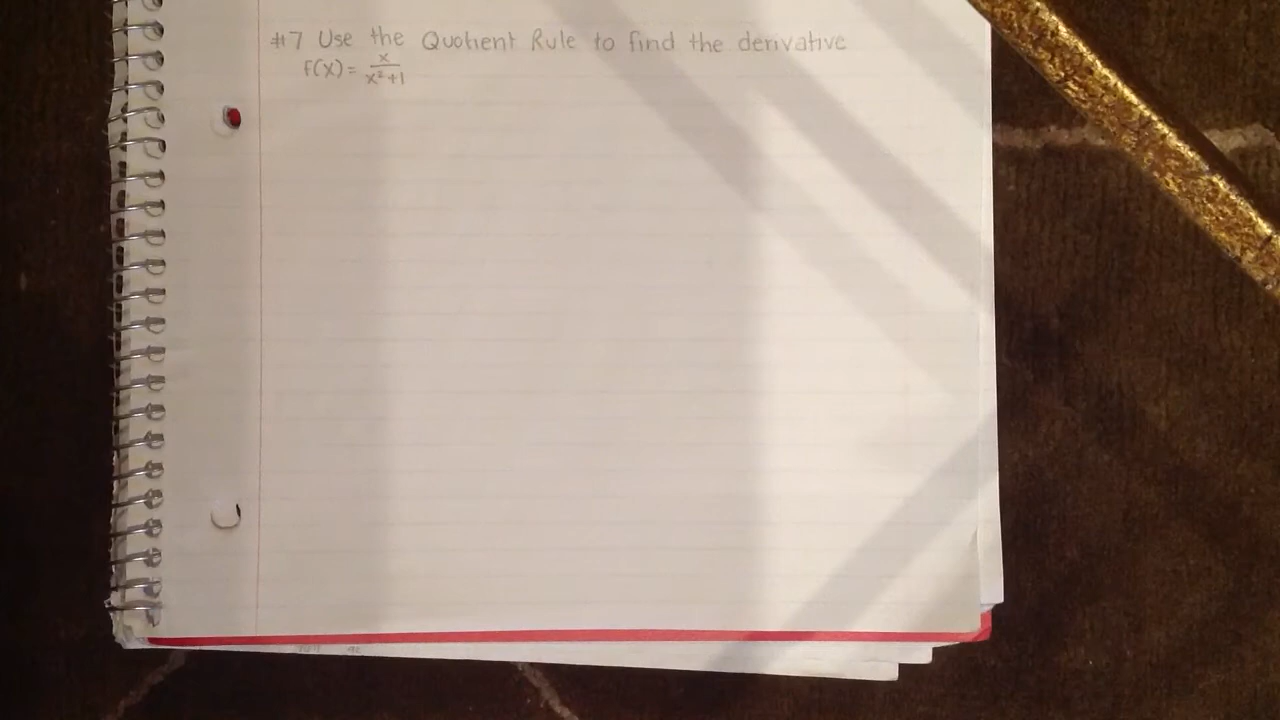 #7 Use the Quotient Rule to find the derivative
F(x) = x/(x²+1)